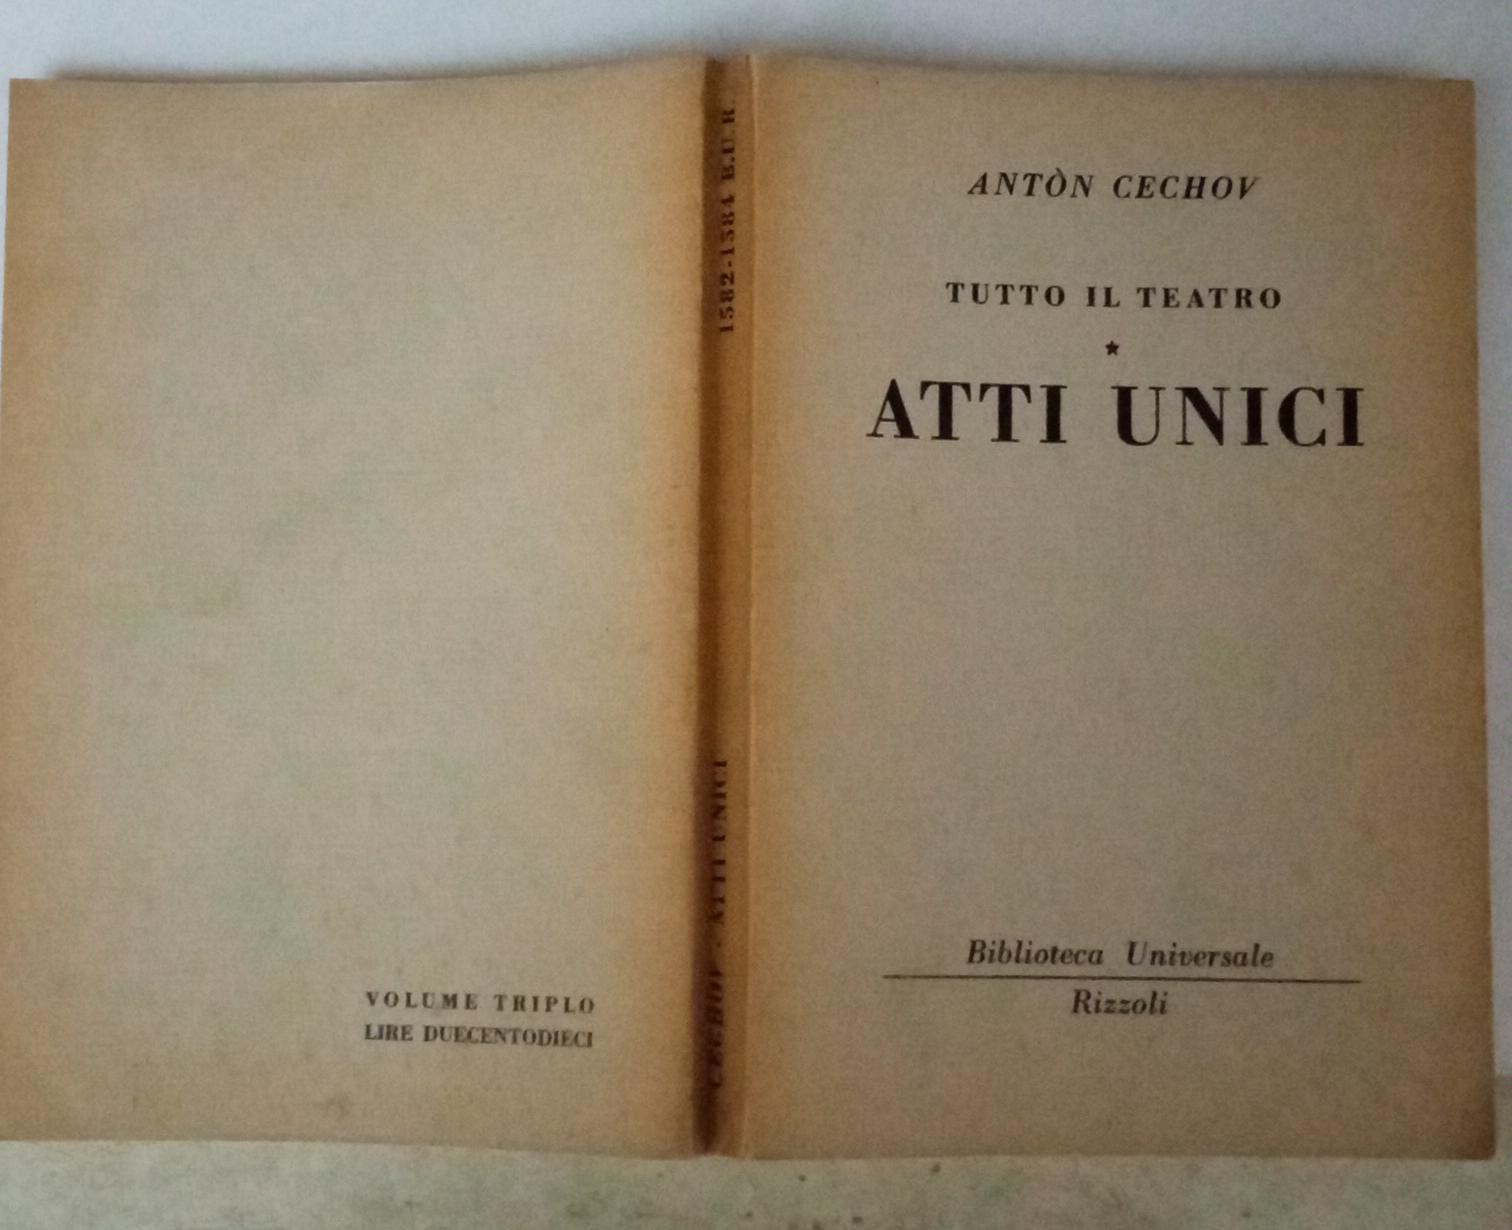 ANTÒN CECHOV
TUTTO IL TEATRO
★
ATTI UNICI
Biblioteca Universale
Rizzoli
CECHOV - ATTI UNICI
1582-1584 B.U.R
VOLUME TRIPLO
LIRE DUECENTODIECI